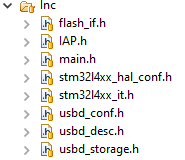 Inc
flash_if.h
IAP.h
main.h
stm32l4xx_hal_conf.h
stm32l4xx_it.h
usbd_conf.h
usbd_desc.h
usbd_storage.h